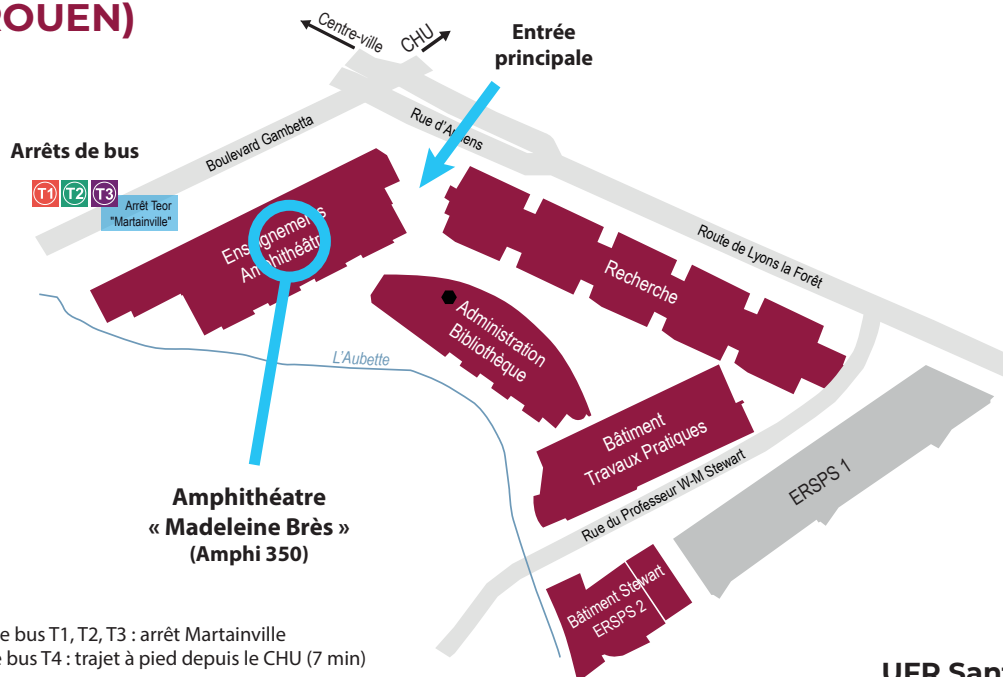 ROUEN)
Centre-ville
CHU
Entrée
principale
Boulevard Gambetta
Rue d'Amiens
Arrêts de bus
T1 T2 T3
Arrêt Teor
"Martainville"
Enseignements
Amphithéâtre
Route de Lyons la Forêt
Recherche
Administration
Bibliothèque
L'Aubette
Bâtiment
Travaux Pratiques
Rue du Professeur W-M Stewart
ERSPS 1
Amphithéatre
« Madeleine Brès »
(Amphi 350)
Bâtiment Stewart
ERSPS 2
e bus T1, T2, T3 : arrêt Martainville
e bus T4 : trajet à pied depuis le CHU (7 min)
UFR Sant